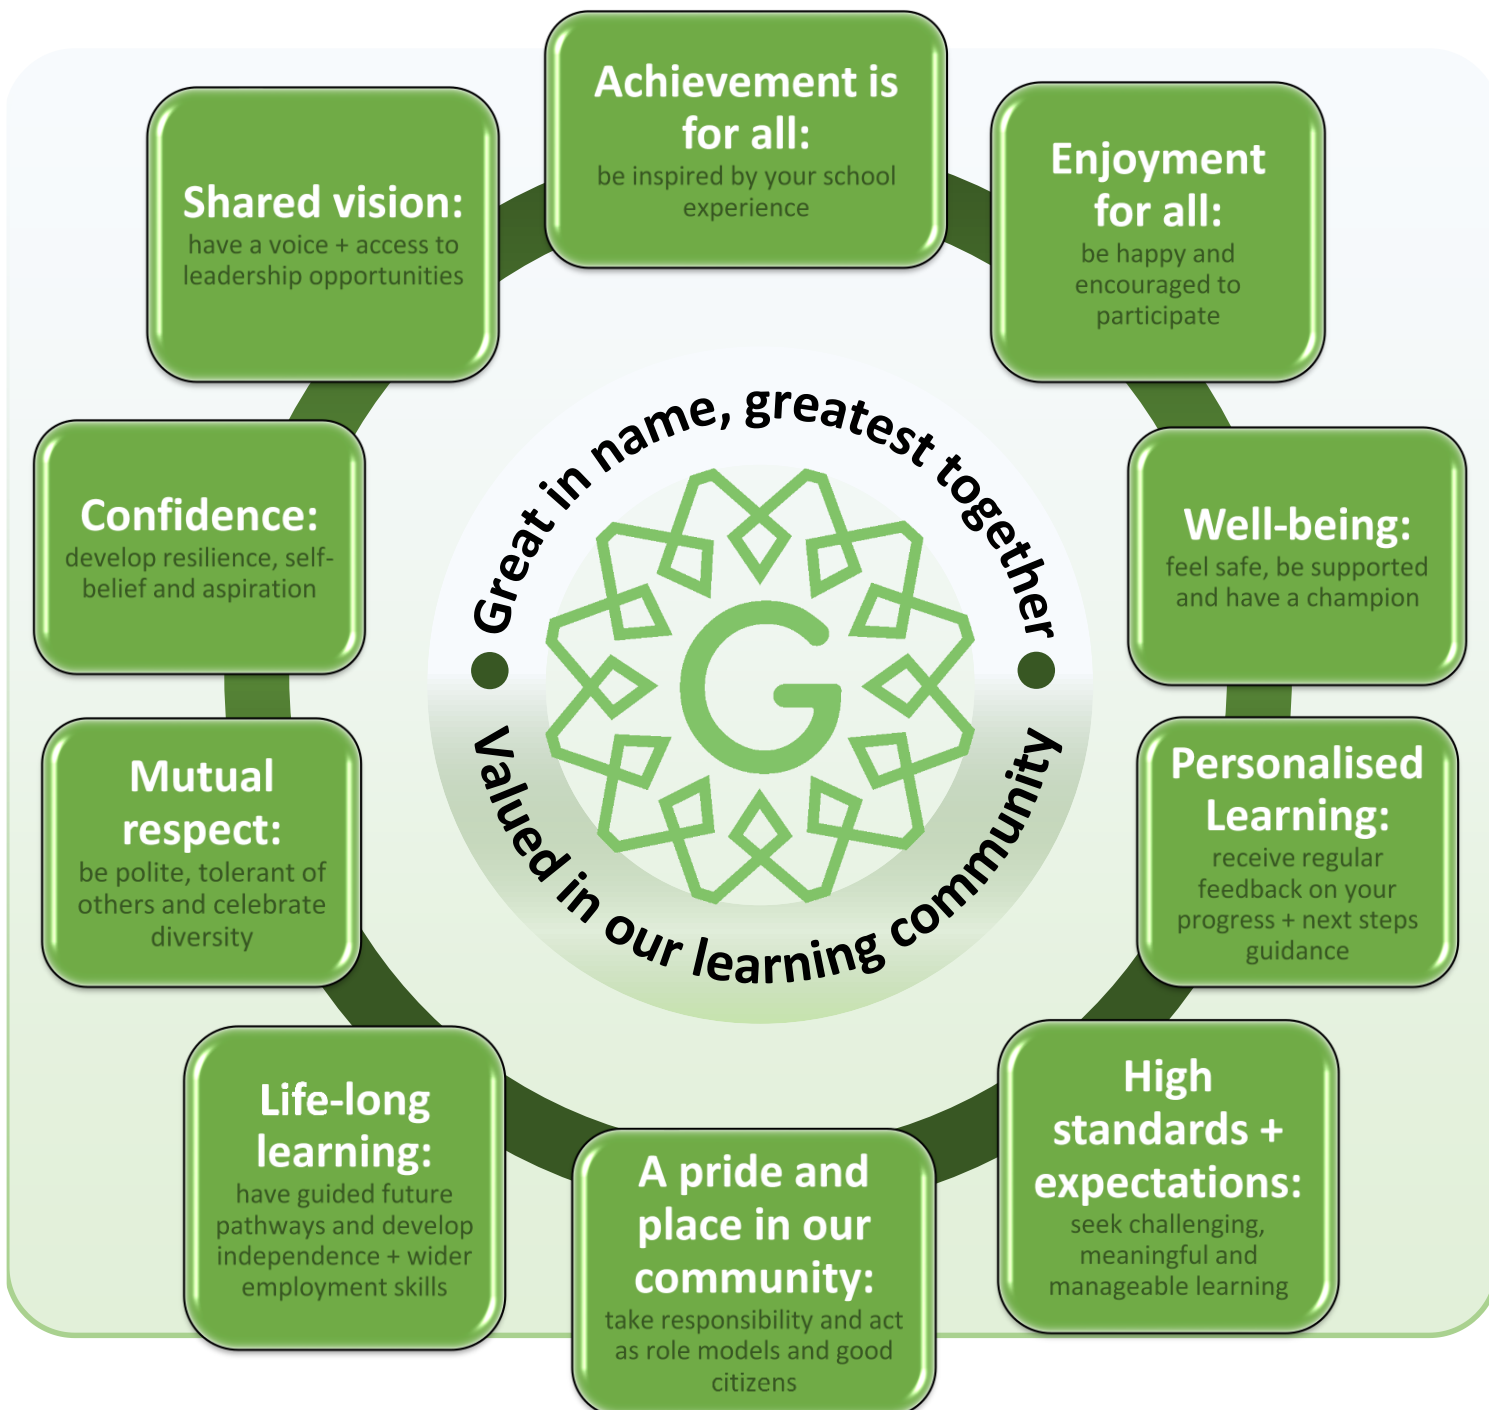 Achievement is
for all:
be inspired by your school
experience
Enjoyment
for all:
be happy and
encouraged to
participate
Well-being:
feel safe, be supported
and have a champion
Personalised
Learning:
receive regular
feedback on your
progress + next steps
guidance
High
standards +
expectations:
seek challenging,
meaningful and
manageable learning
A pride and
place in our
community:
take responsibility and act
as role models and good
citizens
Life-long
learning:
have guided future
pathways and develop
independence + wider
employment skills
Mutual
respect:
be polite, tolerant of
others and celebrate
diversity
Confidence:
develop resilience, self-
belief and aspiration
Shared vision:
have a voice + access to
leadership opportunities
Great in name, greatest together
Valued in our learning community
G